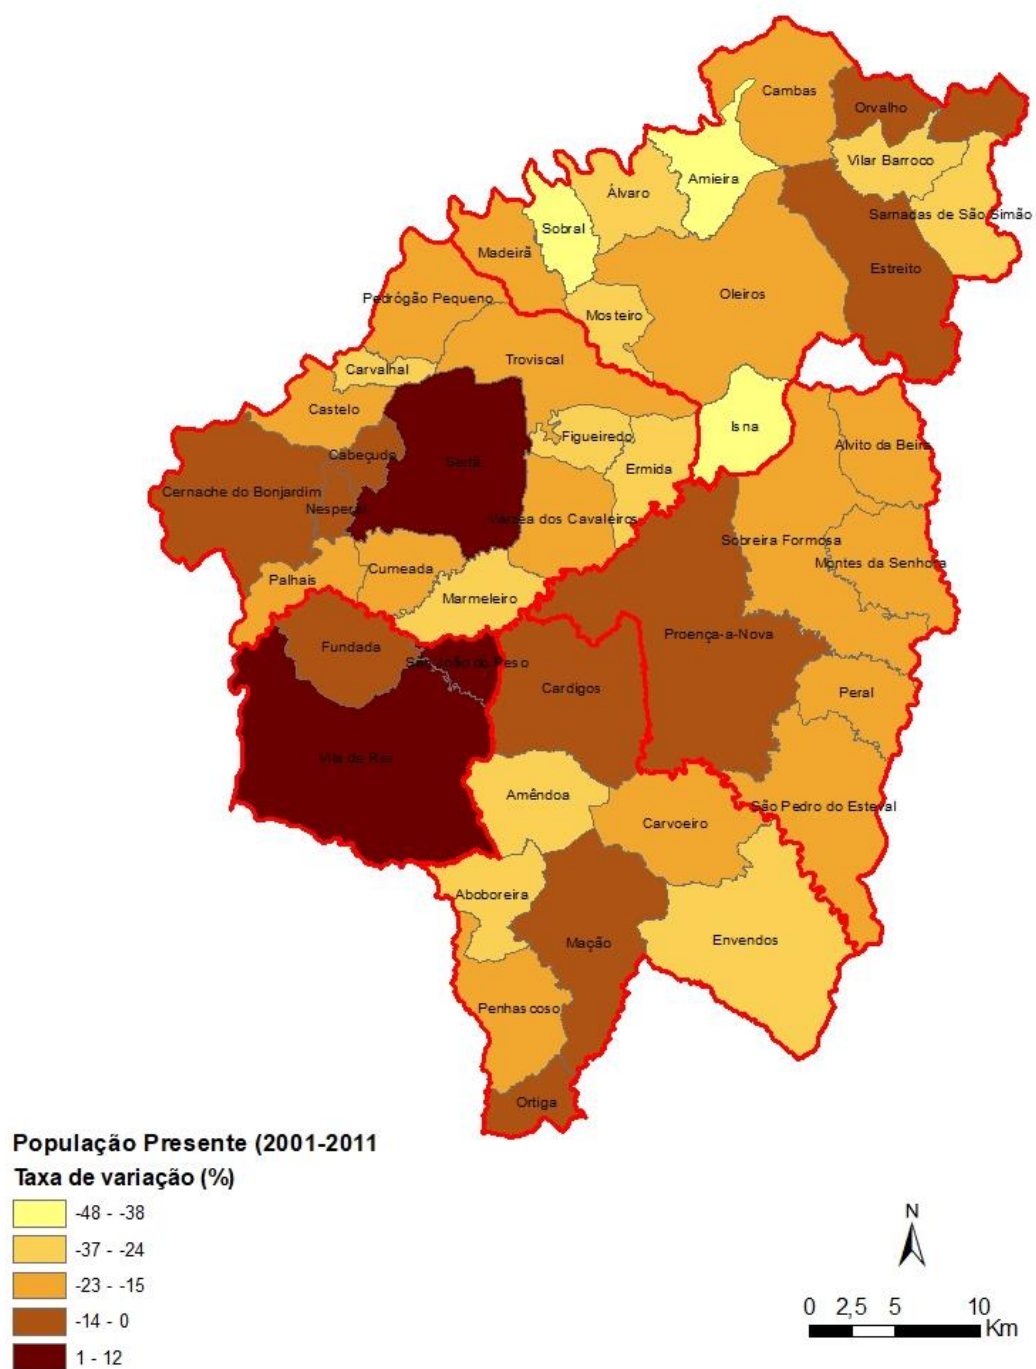 Cambas
Orvalho
Vilar Barroco
Amieira
Álvaro
Sarnadas de São Simão
Sobral
Madeirã
Estreito
Oleiros
Pedrógão Pequeno
Mosteiro
Troviscal
Carvalhal
Castelo
Isna
Figueiredo
Alvito da Beira
Cabeçudo
Sertã
Ermida
Cernache do Bonjardim
Nesperal
Várzea dos Cavaleiros
Sobreira Formosa
Montes da Senhora
Palhais
Cumeada
Marmeleiro
Proença-a-Nova
Fundada
São João do Peso
Cardigos
Peral
Vila de Rei
Amêndoa
São Pedro do Esteval
Carvoeiro
Aboboreira
Mação
Envendos
Penhascoso
Ortiga
População Presente (2001-2011
Taxa de variação (%)
-48 - -38
-37 - -24
-23 - -15
-14 - 0
1 - 12
N
0 2,5 5 10
Km